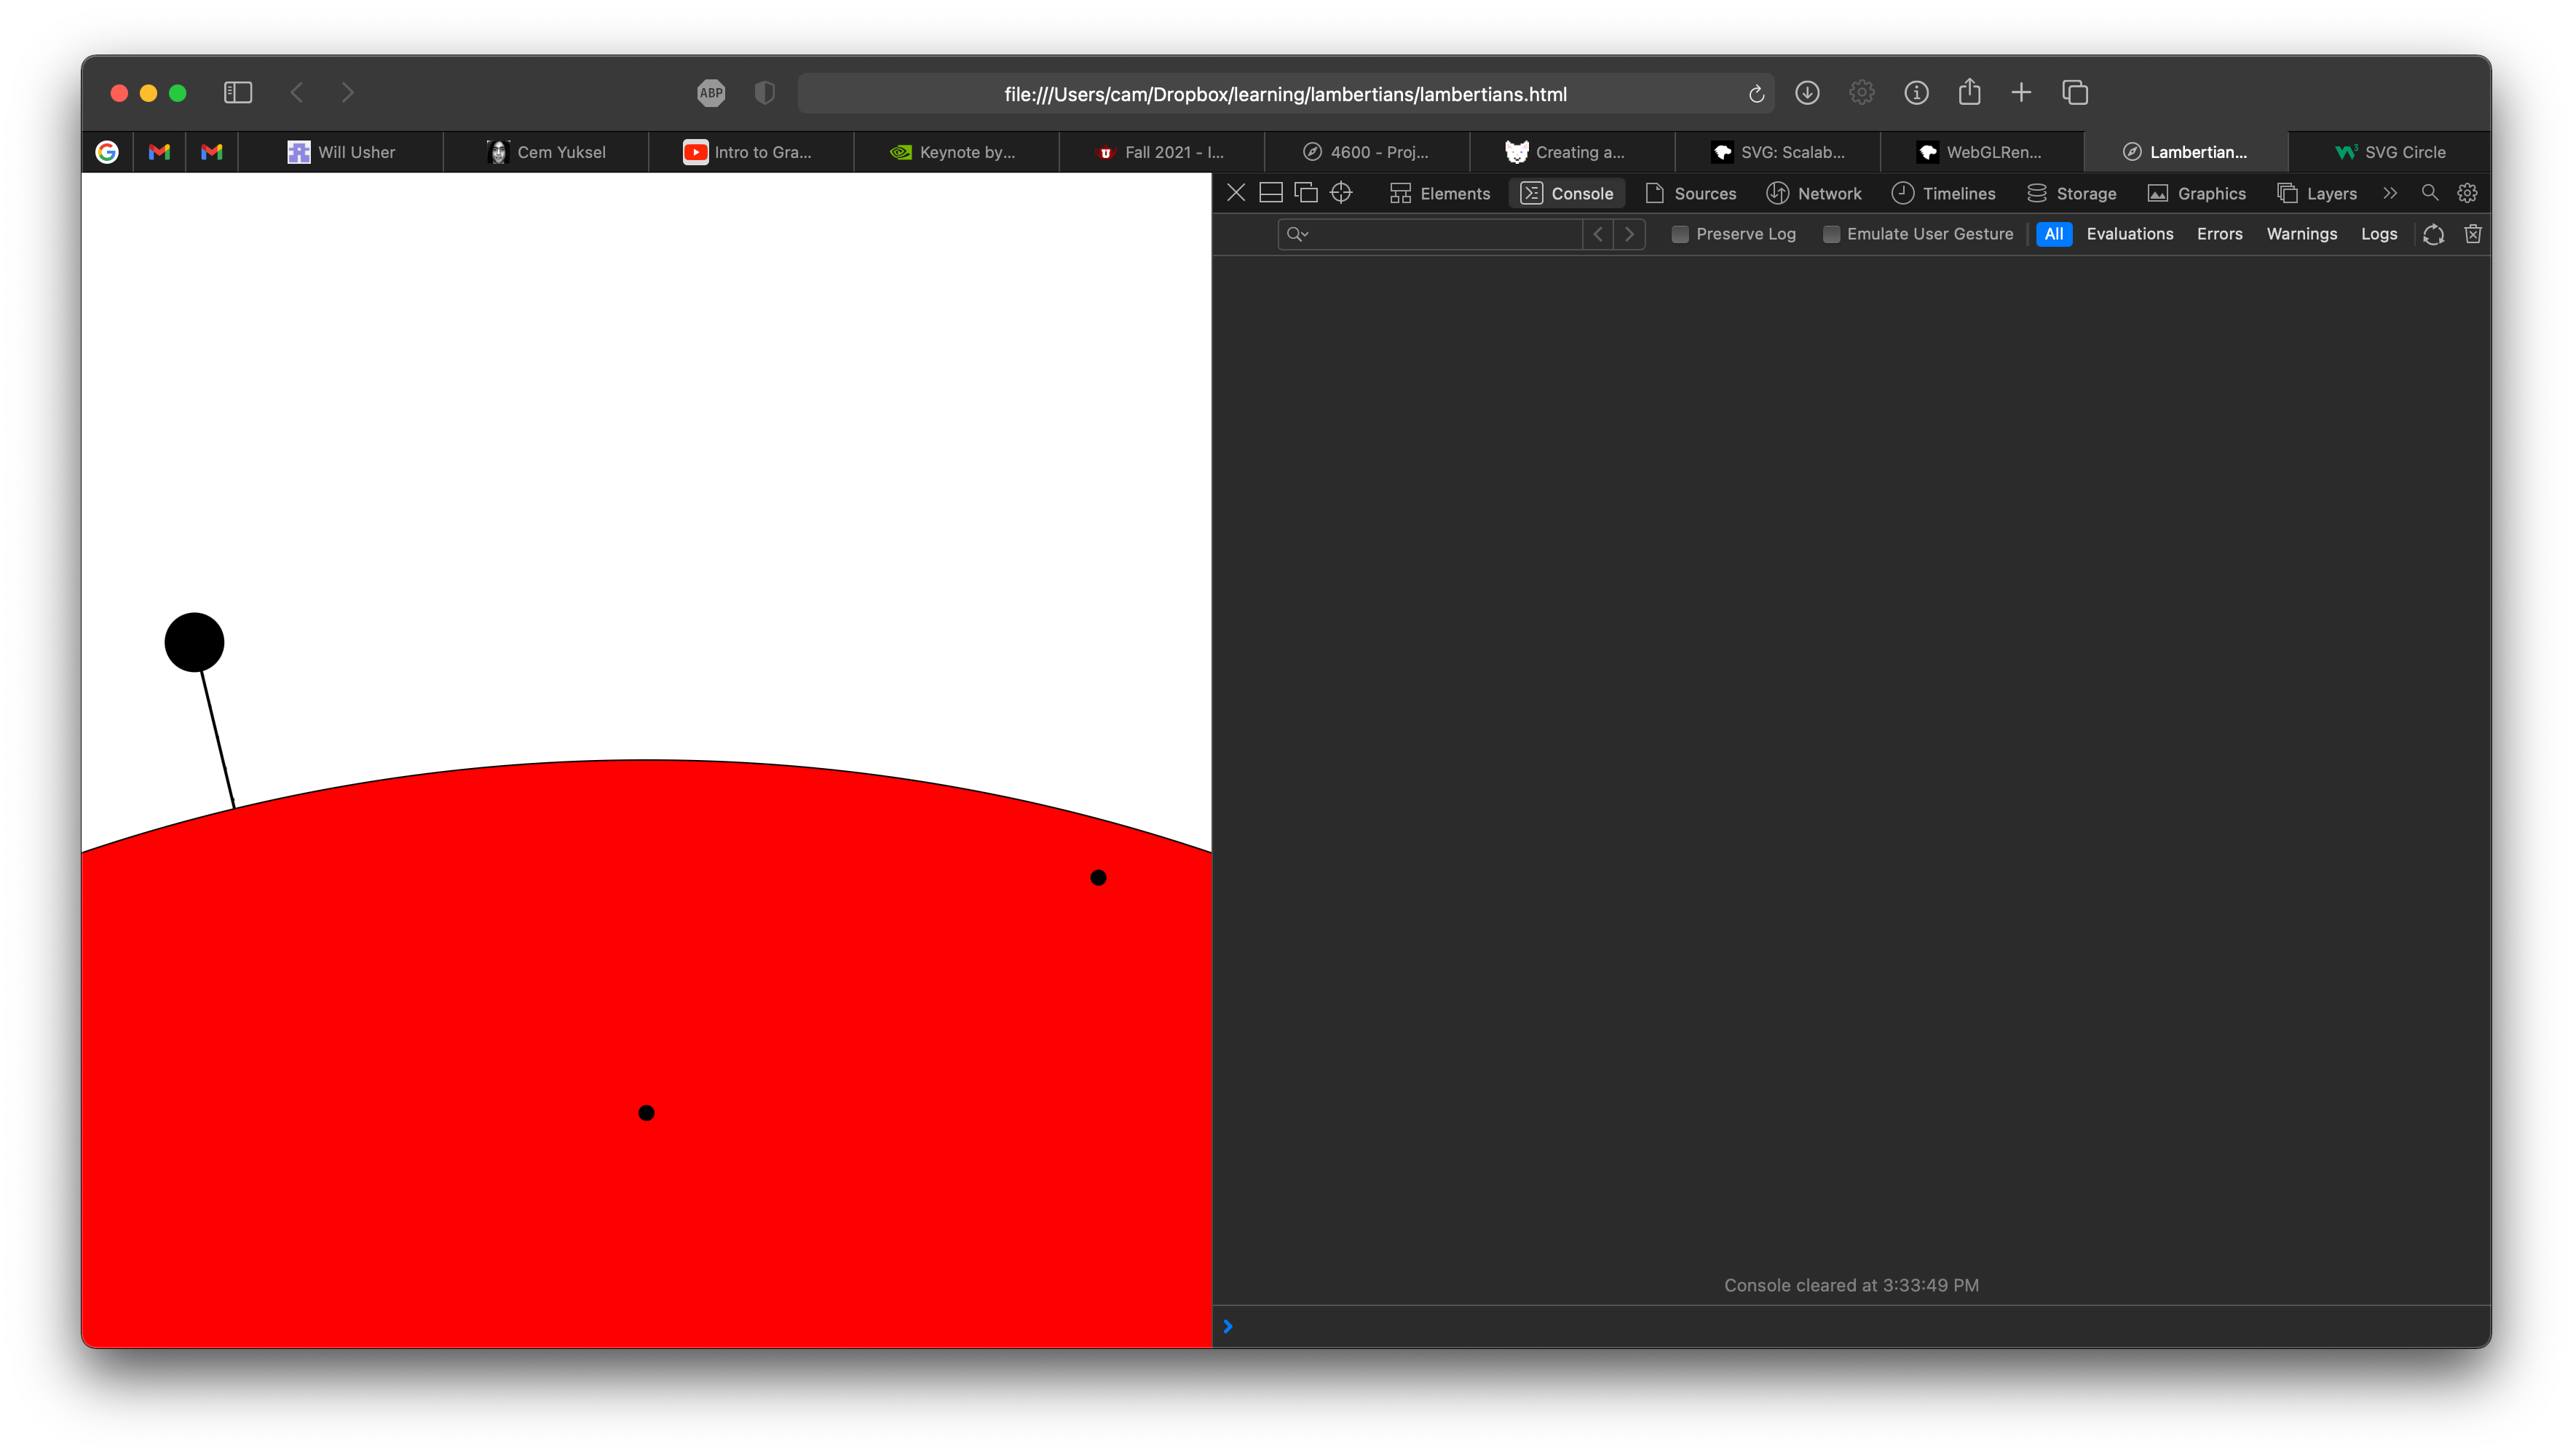 ABP
file:///Users/cam/Dropbox/learning/lambertians/lambertians.html
Will Usher
Cem Yuksel
Intro to Gra...
Keynote by...
Fall 2021 - I...
4600 - Proj...
Creating a...
SVG: Scalab...
WebGLRen...
Lambertian...
SVG Circle
Elements
Console
Sources
Network
Timelines
Storage
Graphics
Layers
Preserve Log
Emulate User Gesture
All
Evaluations
Errors
Warnings
Logs
Console cleared at 3:33:49 PM